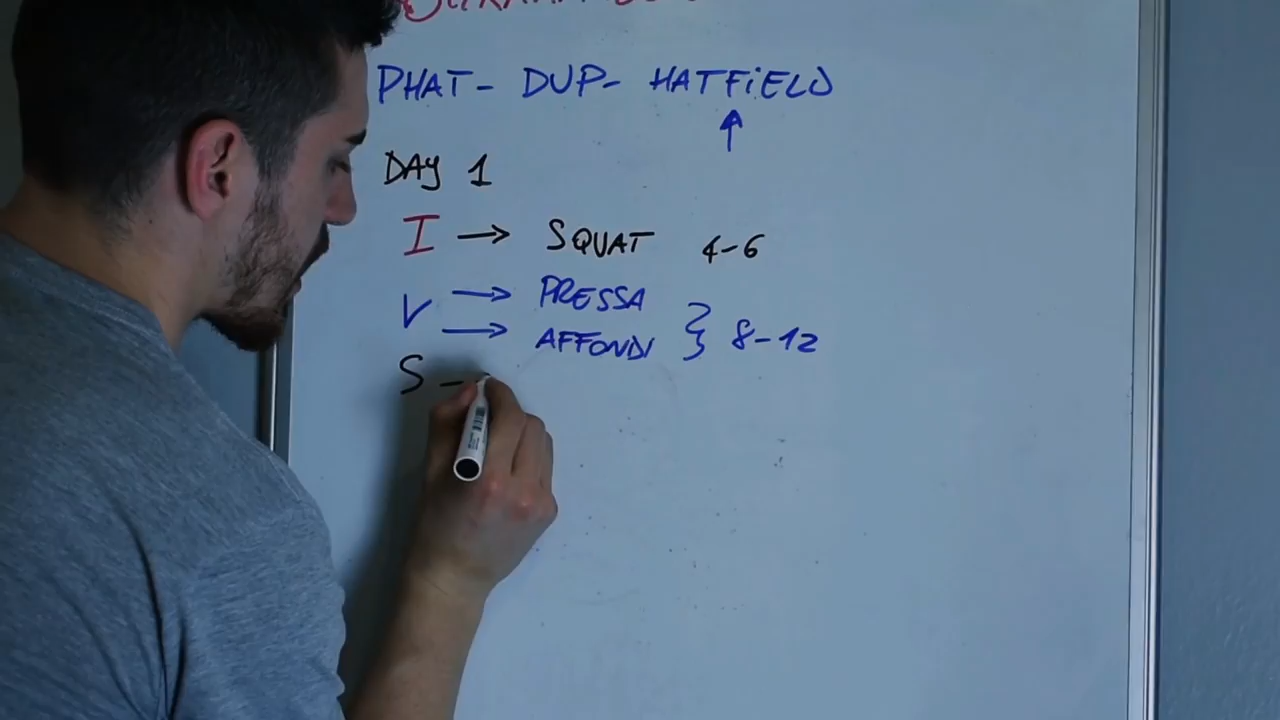 PHAT - DUP - HATFiELD
DAY 1
I → SQUAT 4-6
V → PRESSA
→ AFFONDI } 8-12
S -